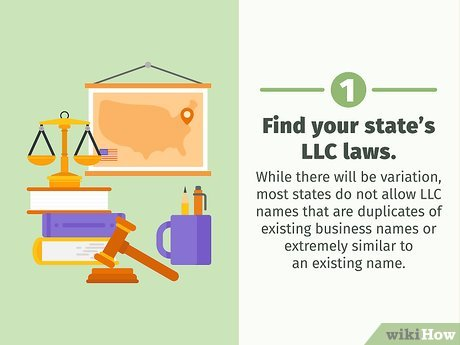 1
Find your state's
LLC laws.
While there will be variation,
most states do not allow LLC
names that are duplicates of
existing business names or
extremely similar to
an existing name.
wikiHow